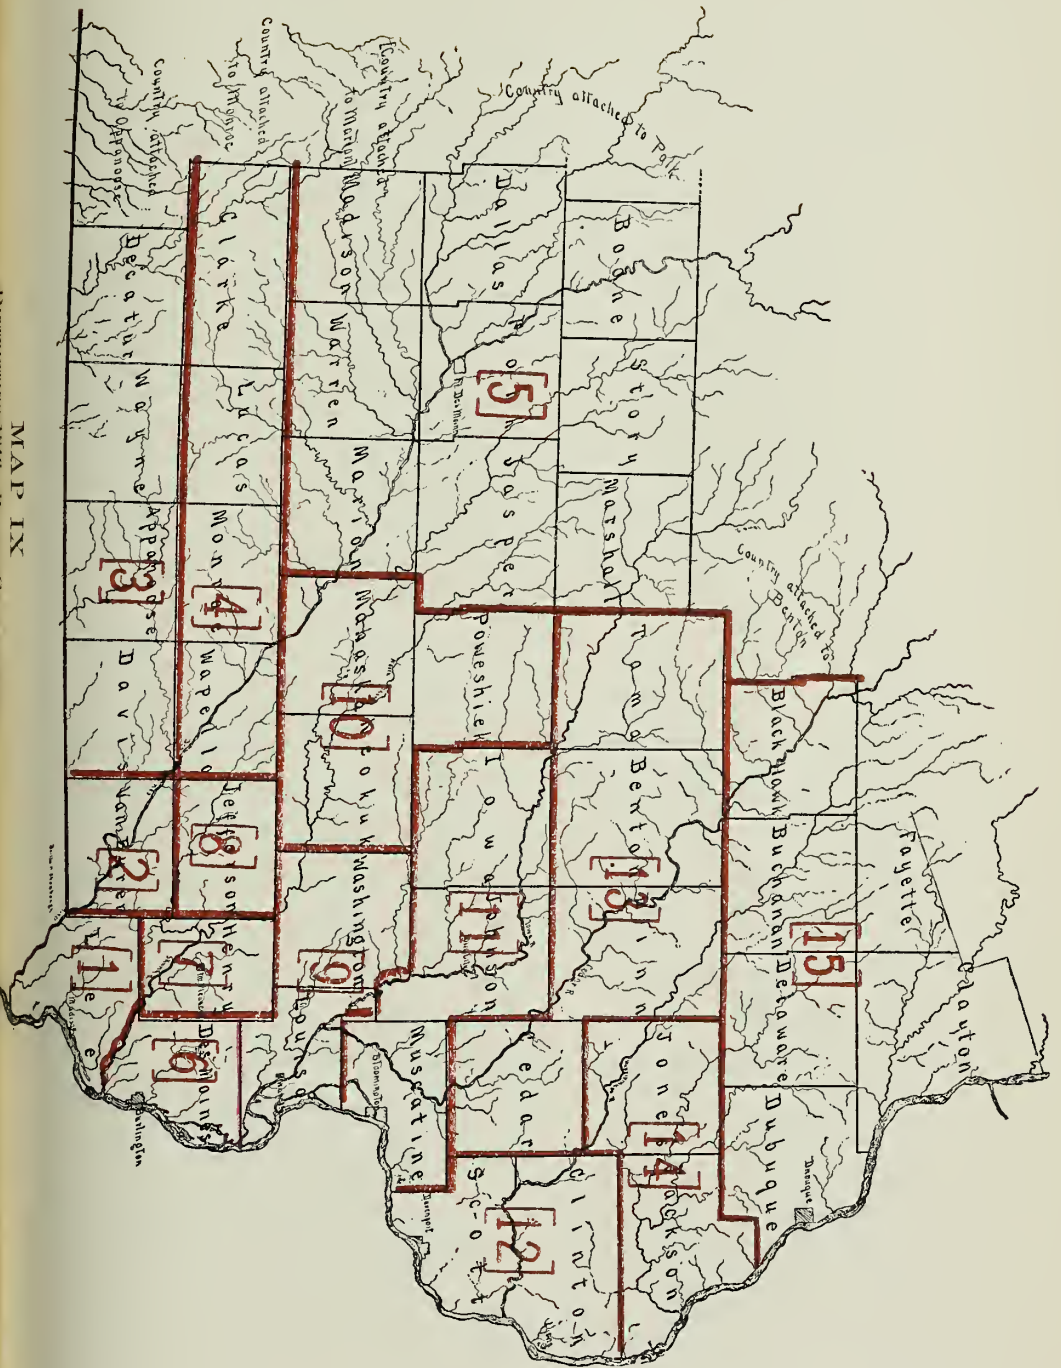 MAP IX
Country attached
to Appanoose
Country attached
to Monroe
Country attached
to Marion
Country attached to Polk
Country attached to
Benton
Fayette
Clayton
Boone
Story
Marshall
Tama
Benton
Linn
Jones
Jackson
Black Hawk
Buchanan
Delaware
Dubuque
Dubuque
Dallas
Polk
Jasper
Poweshiek
Iowa
Johnson
Cedar
Clinton
Scott
Madison
Warren
Marion
Mahaska
Keokuk
Washington
Louisa
Muscatine
Bloomington
Davenport
Clarke
Lucas
Monroe
Wapello
Jefferson
Henry
Des Moines
Burlington
Decatur
Wayne
Appanoose
Davis
Van Buren
Lee
[1]
[2]
[3]
[4]
[5]
[6]
[7]
[8]
[9]
[10]
[11]
[12]
[13]
[14]
[15]